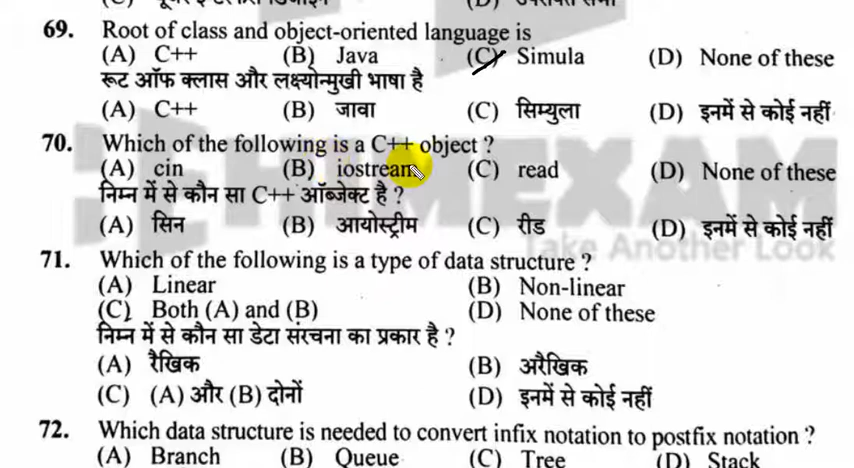 69. Root of class and object-oriented language is
(A) C++ (B) Java (C) Simula (D) None of these
रूट ऑफ क्लास और लक्ष्योन्मुखी भाषा है
(A) C++ (B) जावा (C) सिम्युला (D) इनमें से कोई नहीं
70. Which of the following is a C++ object ?
(A) cin (B) iostream (C) read (D) None of these
निम्न में से कौन सा C++ ऑब्जेक्ट है ?
(A) सिन (B) आयोस्ट्रीम (C) रीड (D) इनमें से कोई नहीं
Take Another Look
71. Which of the following is a type of data structure ?
(A) Linear (B) Non-linear
(C) Both (A) and (B) (D) None of these
निम्न में से कौन सा डेटा संरचना का प्रकार है ?
(A) रैखिक (B) अरैखिक
(C) (A) और (B) दोनों (D) इनमें से कोई नहीं
72. Which data structure is needed to convert infix notation to postfix notation ?
(A) Branch (B) Queue (C) Tree (D) Stack